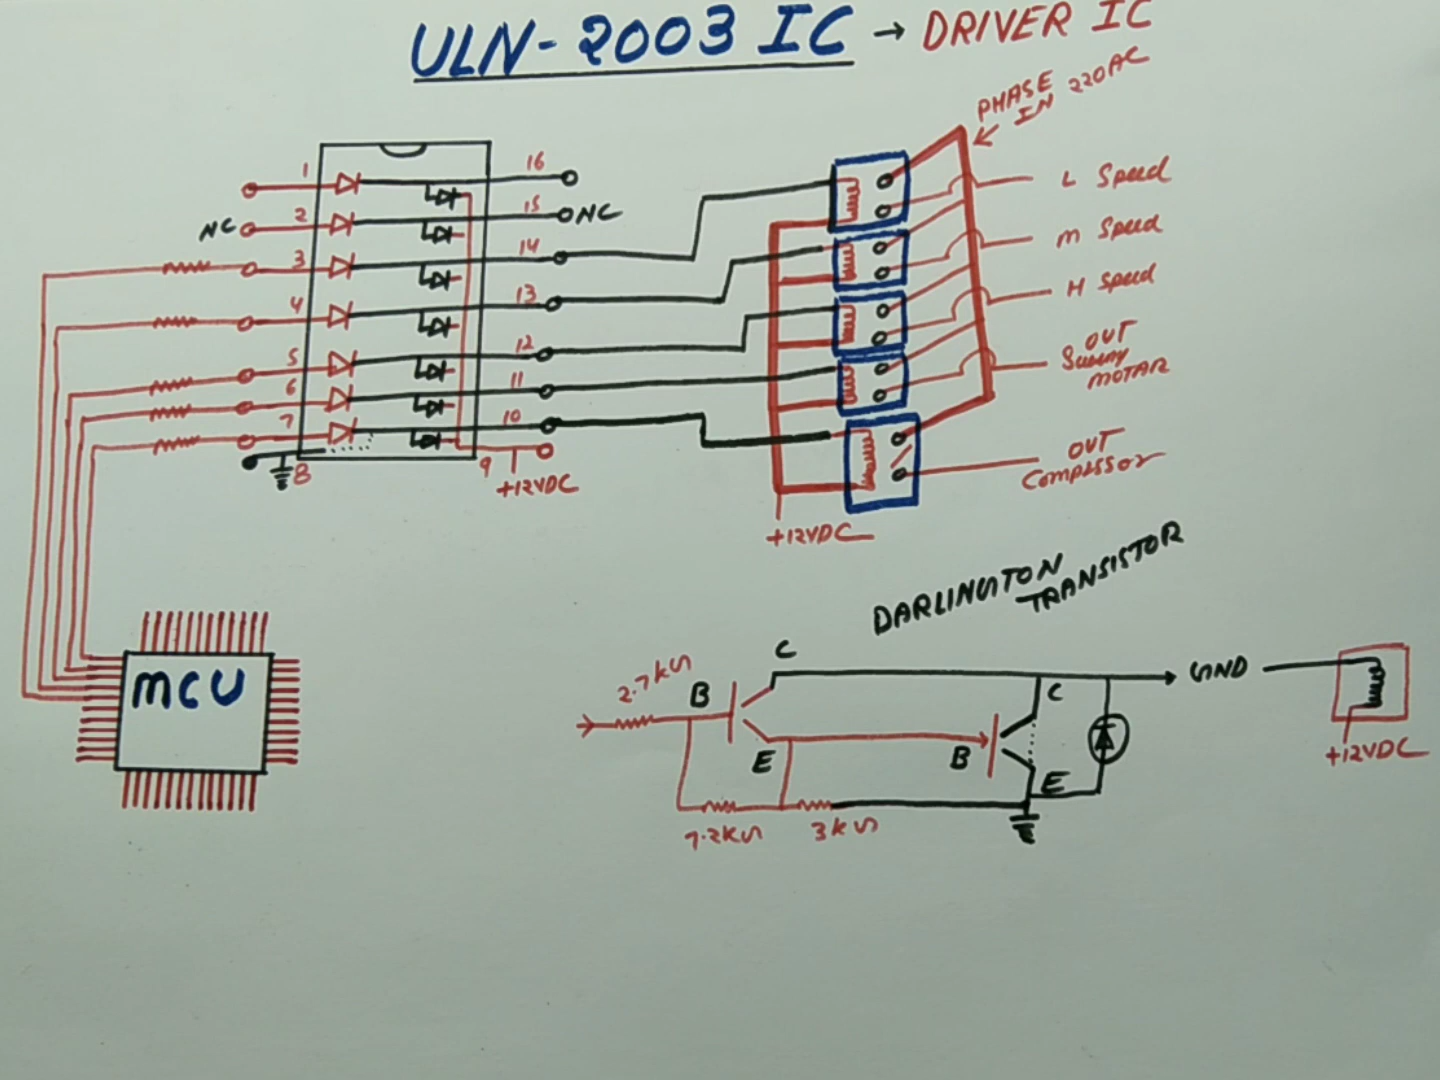 ULN-2003 IC → DRIVER IC
PHASE
IN 220AC
1
16
NC 2
15 NC
3
14
4
13
5
12
6
11
7
10
8
9
+12VDC
L Speed
M Speed
H Speed
OUT
MOTAR
OUT
Comprssor
+12VDC
MCU
DARLINGTON
TRANSISTOR
2.7kΩ
B
C
E
B
C
E
7.2kΩ
3kΩ
GND
+12VDC